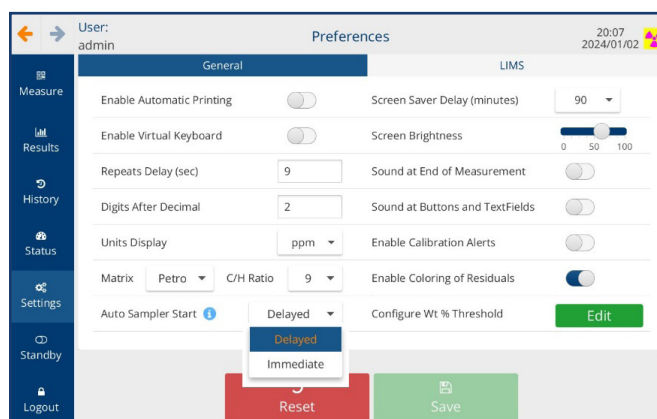 User:
admin
Preferences
20:07
2024/01/02
General
LIMS
Measure
Results
History
Status
Settings
Standby
Logout
Enable Automatic Printing
Screen Saver Delay (minutes) 90
Enable Virtual Keyboard
Screen Brightness
0 50 100
Repeats Delay (sec) 9
Sound at End of Measurement
Digits After Decimal 2
Sound at Buttons and TextFields
Units Display ppm
Enable Calibration Alerts
Matrix Petro C/H Ratio 9
Enable Coloring of Residuals
Auto Sampler Start i Delayed
Configure Wt % Threshold Edit
Delayed
Immediate
Reset
Save